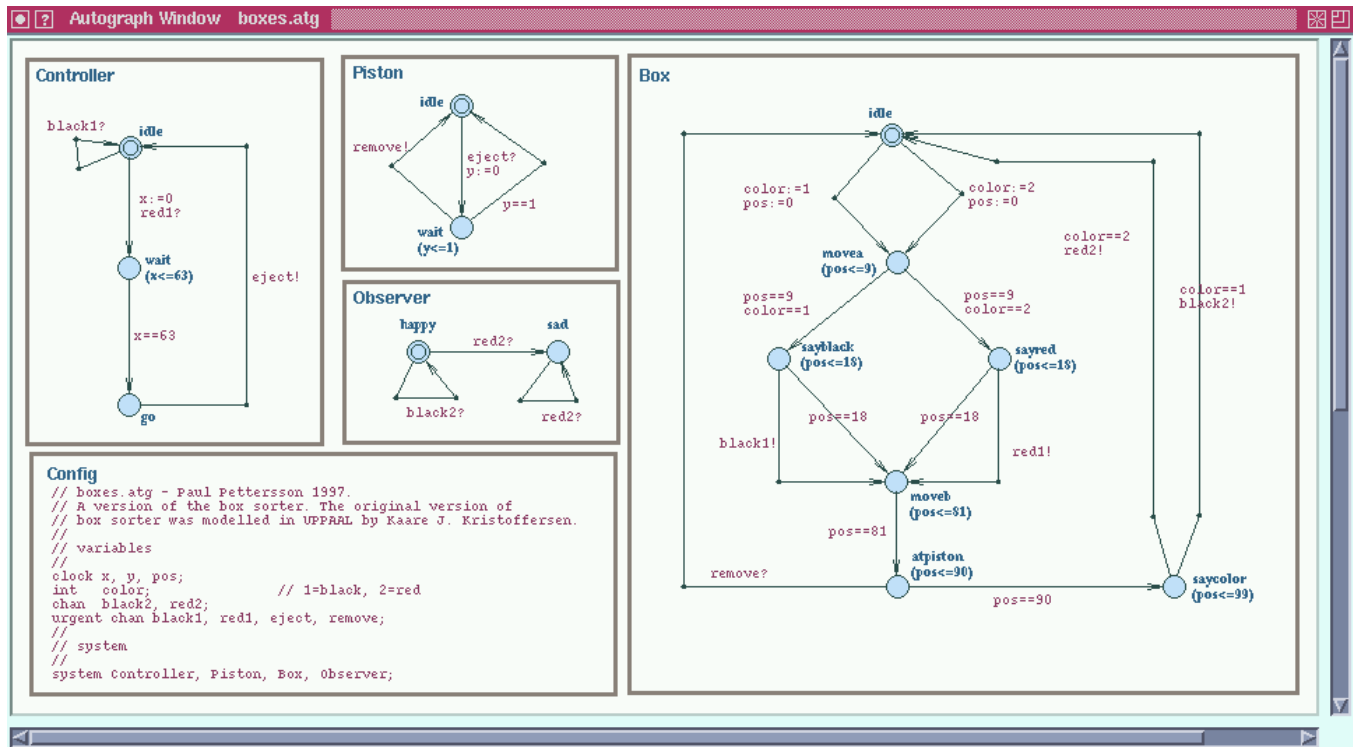 Autograph Window boxes.atg
Controller
black1?
idle
x:=0
red1?
wait
(x<=63)
eject!
x==63
go
Piston
idle
remove!
eject?
y:=0
y==1
wait
(y<=1)
Observer
happy
sad
red2?
black2?
red2?
Config
// boxes.atg - Paul Pettersson 1997.
// A version of the box sorter. The original version of
// box sorter was modelled in UPPAAL by Kaare J. Kristoffersen.
//
// variables
//
clock x, y, pos;
int color; // 1=black, 2=red
chan black2, red2;
urgent chan black1, red1, eject, remove;
//
// system
//
system Controller, Piston, Box, Observer;
Box
idle
color:=1
pos:=0
color:=2
pos:=0
movea
(pos<=9)
color==2
red2!
color==1
black2!
pos==9
color==1
pos==9
color==2
sayblack
(pos<=18)
sayred
(pos<=18)
pos==18
pos==18
black1!
red1!
moveb
(pos<=81)
pos==81
atpiston
(pos<=90)
remove?
pos==90
saycolor
(pos<=99)